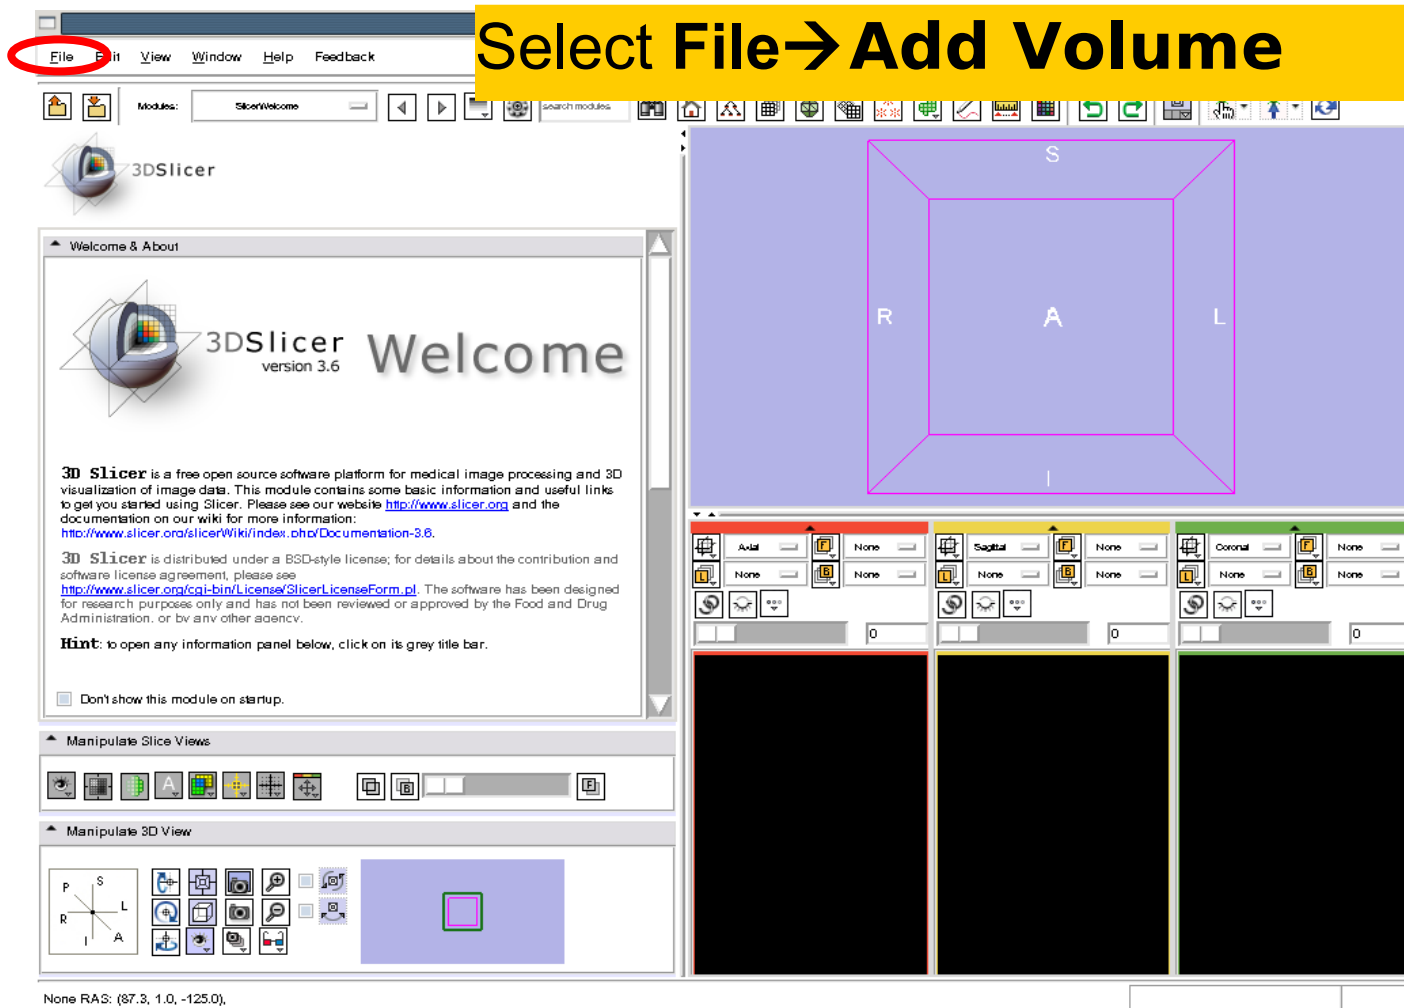 Select File→Add Volume
File Edit View Window Help Feedback
Modules: SlicerWelcome search modules
3DSlicer
Welcome & About
3DSlicer
version 3.6
Welcome
3D Slicer is a free open source software platform for medical image processing and 3D
visualization of image data. This module contains some basic information and useful links
to get you started using Slicer. Please see our website http://www.slicer.org and the
documentation on our wiki for more information:
http://www.slicer.org/slicerWiki/index.php/Documentation-3.6.
3D Slicer is distributed under a BSD-style license; for details about the contribution and
software license agreement, please see
http://www.slicer.org/cgi-bin/License/SlicerLicenseForm.pl. The software has been designed
for research purposes only and has not been reviewed or approved by the Food and Drug
Administration, or by any other agency.
Hint: to open any information panel below, click on its grey title bar.
Don't show this module on startup.
Manipulate Slice Views
A B F
Manipulate 3D View
P S
R L
I A
None RAS: (87.3, 1.0, -125.0),
S
R A L
I
Axial F None
L None B None
0
Sagittal F None
L None B None
0
Coronal F None
L None B None
0